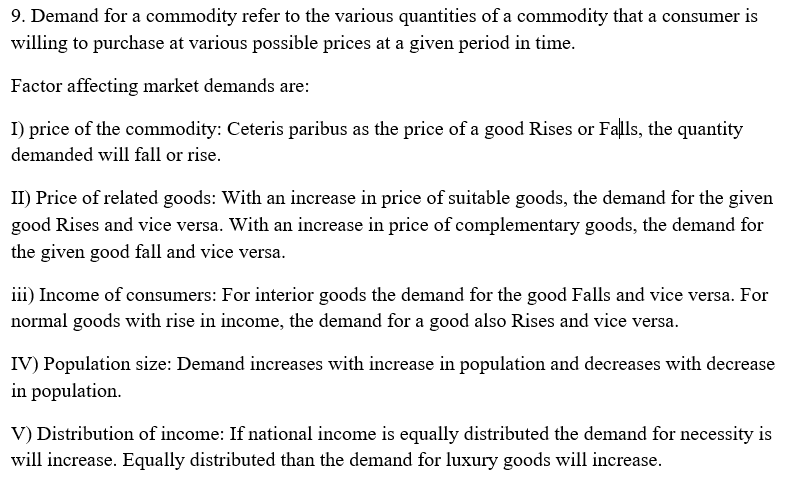 9. Demand for a commodity refer to the various quantities of a commodity that a consumer is
willing to purchase at various possible prices at a given period in time.
Factor affecting market demands are:
I) price of the commodity: Ceteris paribus as the price of a good Rises or Falls, the quantity
demanded will fall or rise.
II) Price of related goods: With an increase in price of suitable goods, the demand for the given
good Rises and vice versa. With an increase in price of complementary goods, the demand for
the given good fall and vice versa.
iii) Income of consumers: For interior goods the demand for the good Falls and vice versa. For
normal goods with rise in income, the demand for a good also Rises and vice versa.
IV) Population size: Demand increases with increase in population and decreases with decrease
in population.
V) Distribution of income: If national income is equally distributed the demand for necessity is
will increase. Equally distributed than the demand for luxury goods will increase.